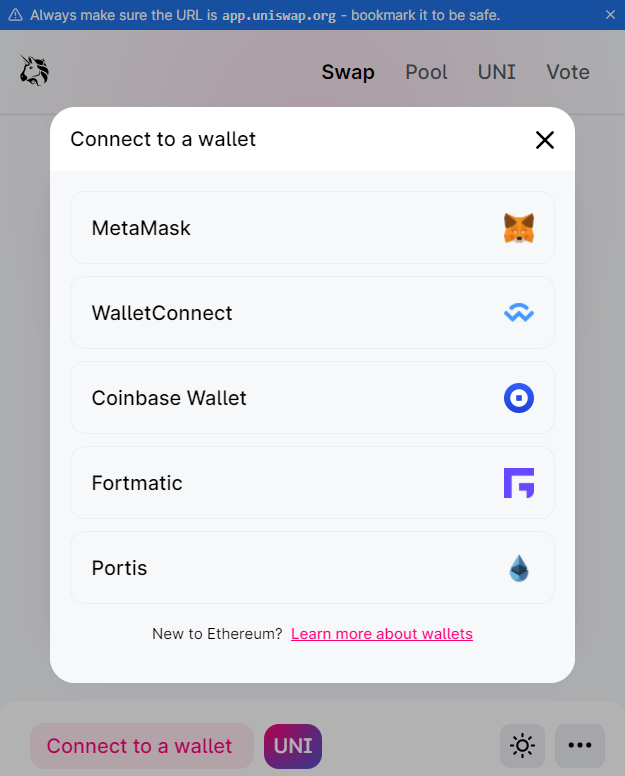 Always make sure the URL is app.uniswap.org - bookmark it to be safe.
Swap Pool UNI Vote
Connect to a wallet
MetaMask
WalletConnect
Coinbase Wallet
Fortmatic
Portis
New to Ethereum? Learn more about wallets
Connect to a wallet UNI